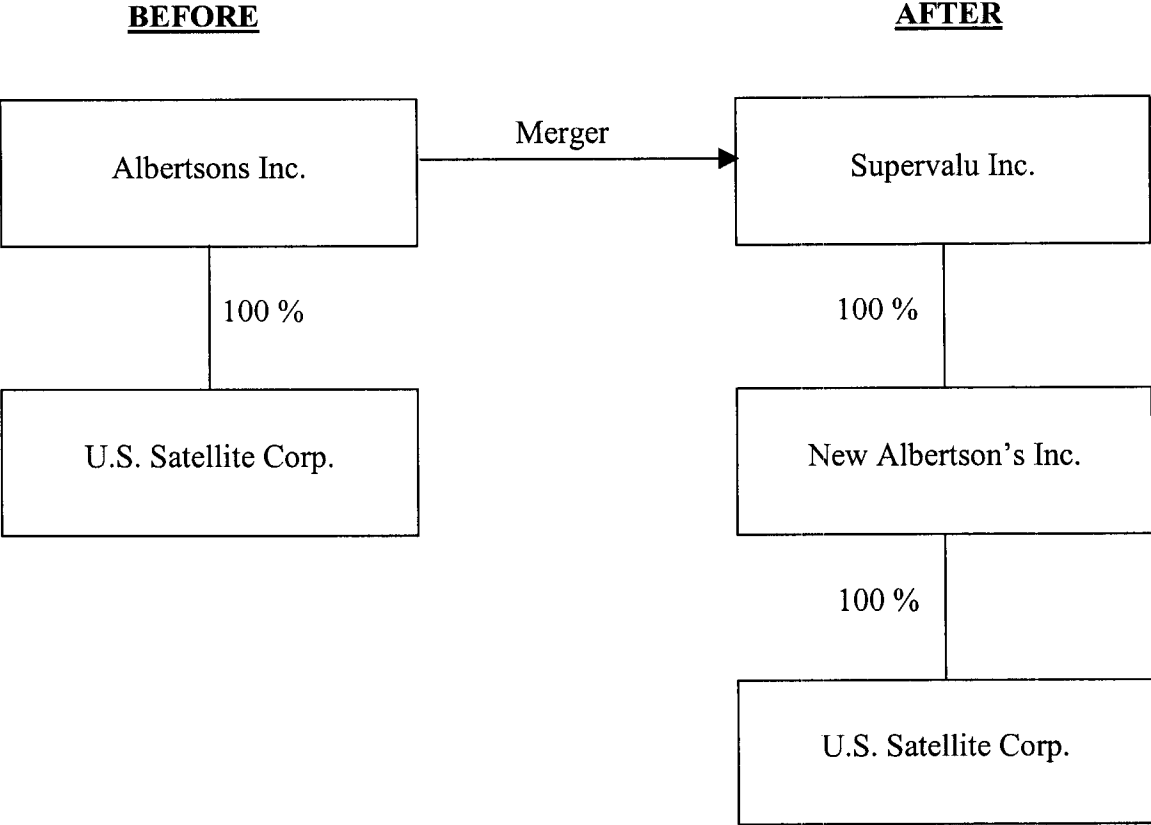 BEFORE
AFTER
Albertsons Inc.
Merger
Supervalu Inc.
100 %
100 %
U.S. Satellite Corp.
New Albertson’s Inc.
100 %
U.S. Satellite Corp.